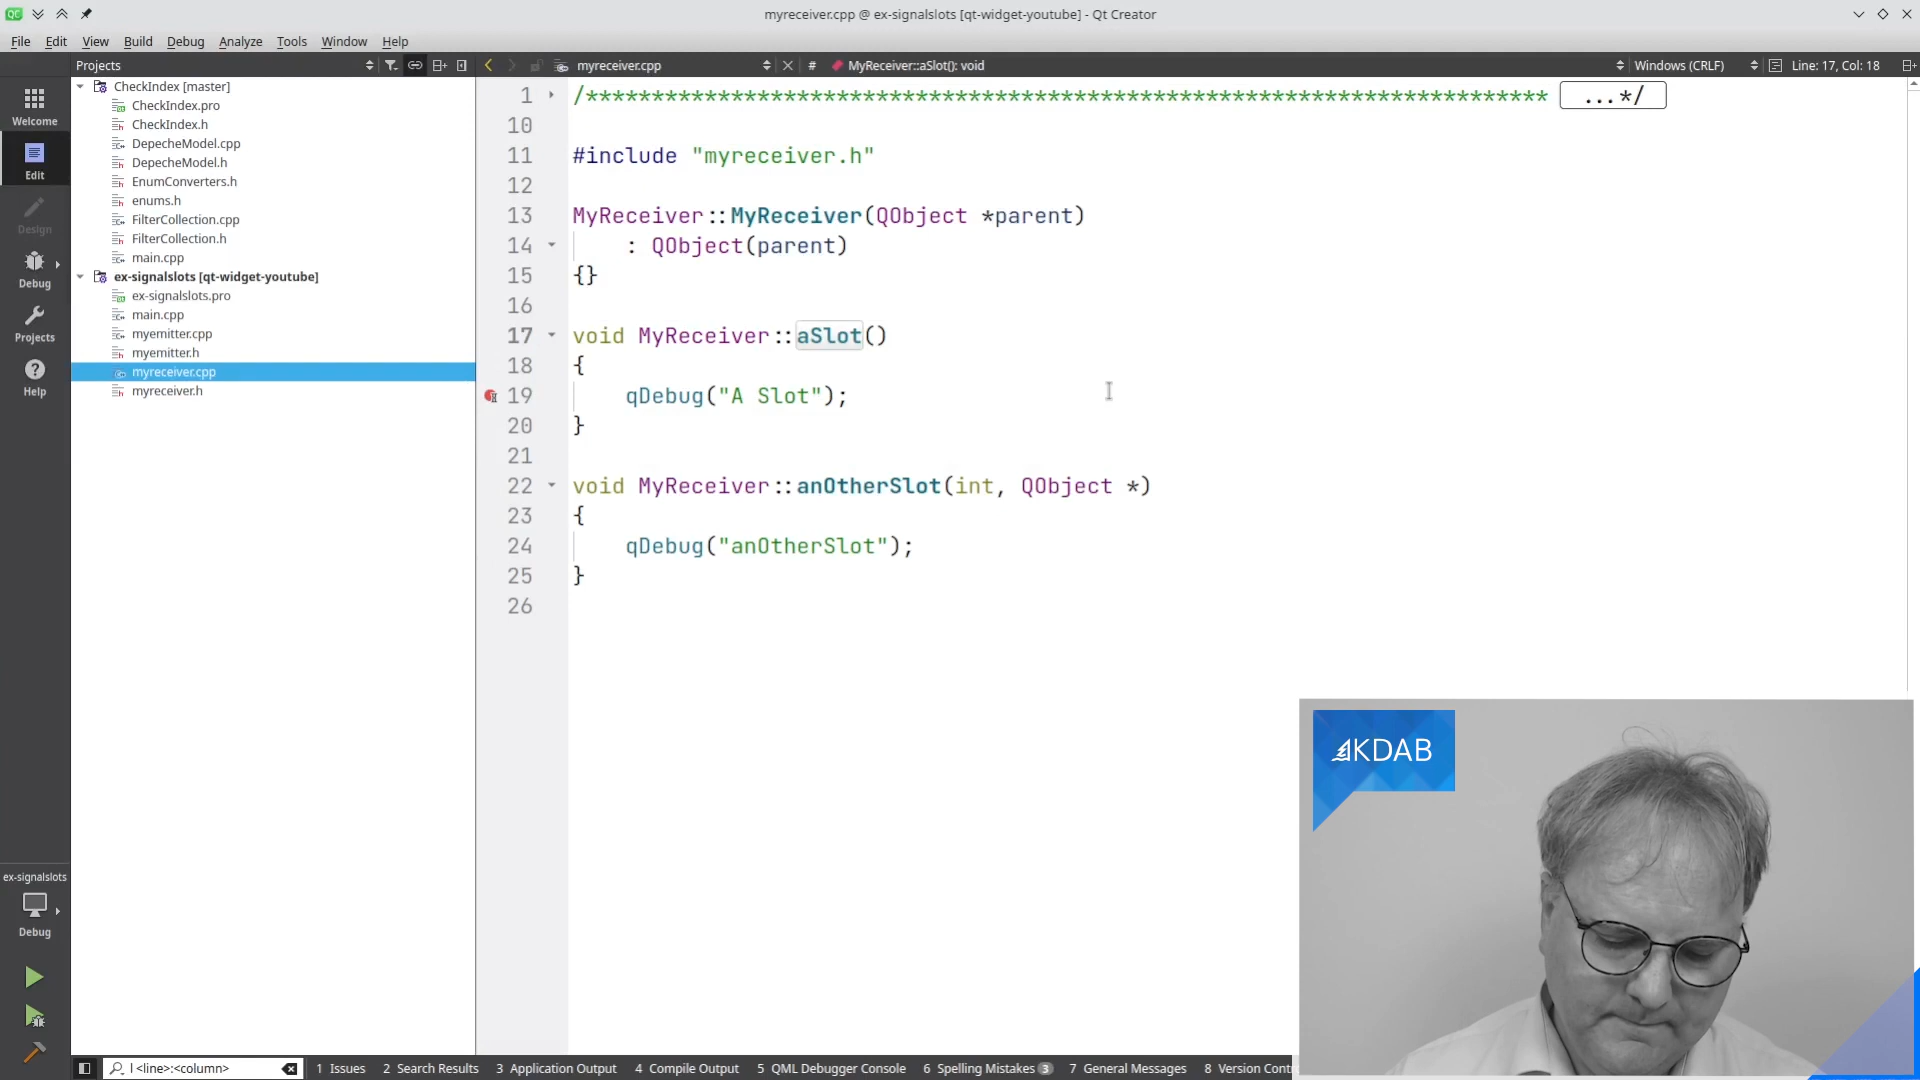 myreceiver.cpp @ ex-signalslots [qt-widget-youtube] - Qt Creator
File Edit View Build Debug Analyze Tools Window Help
Projects
myreceiver.cpp
#
MyReceiver::aSlot(): void
Windows (CRLF)
Line: 17, Col: 18
Welcome
Edit
Design
Debug
Projects
Help
CheckIndex [master]
CheckIndex.pro
CheckIndex.h
DepecheModel.cpp
DepecheModel.h
EnumConverters.h
enums.h
FilterCollection.cpp
FilterCollection.h
main.cpp
ex-signalslots [qt-widget-youtube]
ex-signalslots.pro
main.cpp
myemitter.cpp
myemitter.h
myreceiver.cpp
myreceiver.h
1 /************************************************************************** ...*/
10
11 #include "myreceiver.h"
12
13 MyReceiver::MyReceiver(QObject *parent)
14     : QObject(parent)
15 {}
16
17 void MyReceiver::aSlot()
18 {
19     qDebug("A Slot");
20 }
21
22 void MyReceiver::anOtherSlot(int, QObject *)
23 {
24     qDebug("anOtherSlot");
25 }
26
KDAB
ex-signalslots
Debug
l <line>:<column>
1 Issues
2 Search Results
3 Application Output
4 Compile Output
5 QML Debugger Console
6 Spelling Mistakes 3
7 General Messages
8 Version